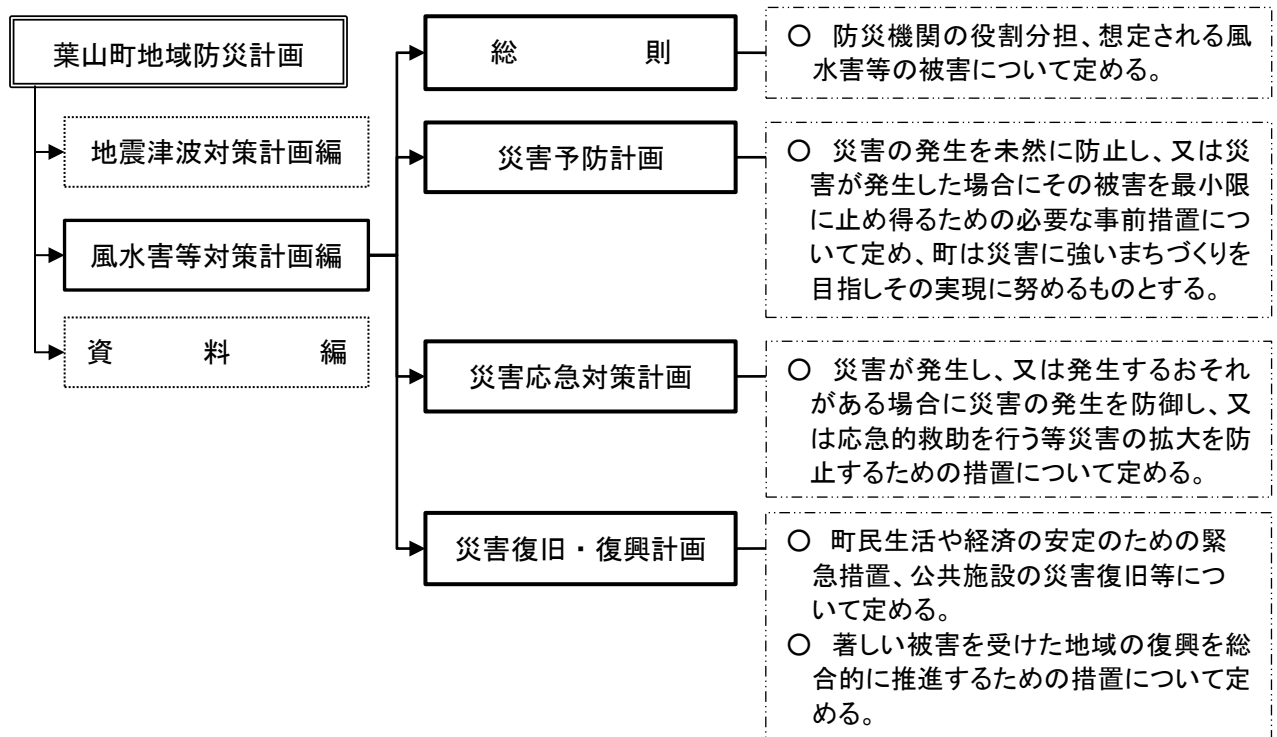 葉山町地域防災計画
地震津波対策計画編
風水害等対策計画編
資　料　編
総　則
〇 防災機関の役割分担、想定される風
水害等の被害について定める。
災害予防計画
〇 災害の発生を未然に防止し、又は災
害が発生した場合にその被害を最小限
に止め得るための必要な事前措置につ
いて定め、町は災害に強いまちづくりを
目指しその実現に努めるものとする。
災害応急対策計画
〇 災害が発生し、又は発生するおそれ
がある場合に災害の発生を防御し、又
は応急的救助を行う等災害の拡大を防
止するための措置について定める。
災害復旧・復興計画
〇 町民生活や経済の安定のための緊
急措置、公共施設の災害復旧等につ
いて定める。
〇 著しい被害を受けた地域の復興を総
合的に推進するための措置について定
める。